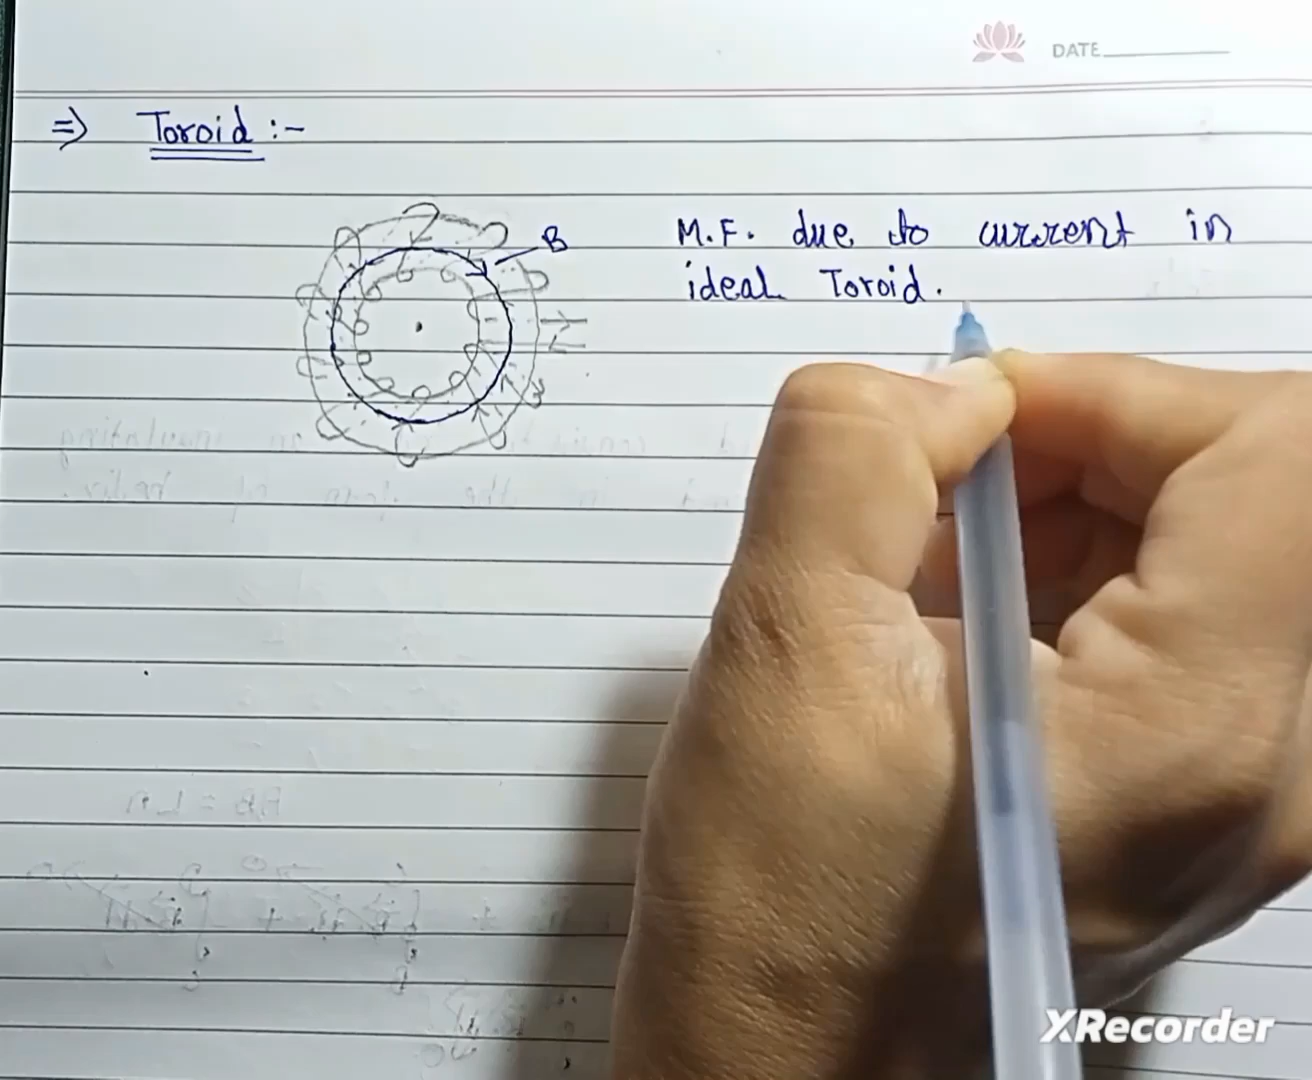 DATE
⇒ Toroid :-
B
M.F. due to current in
ideal Toroid.
XRecorder